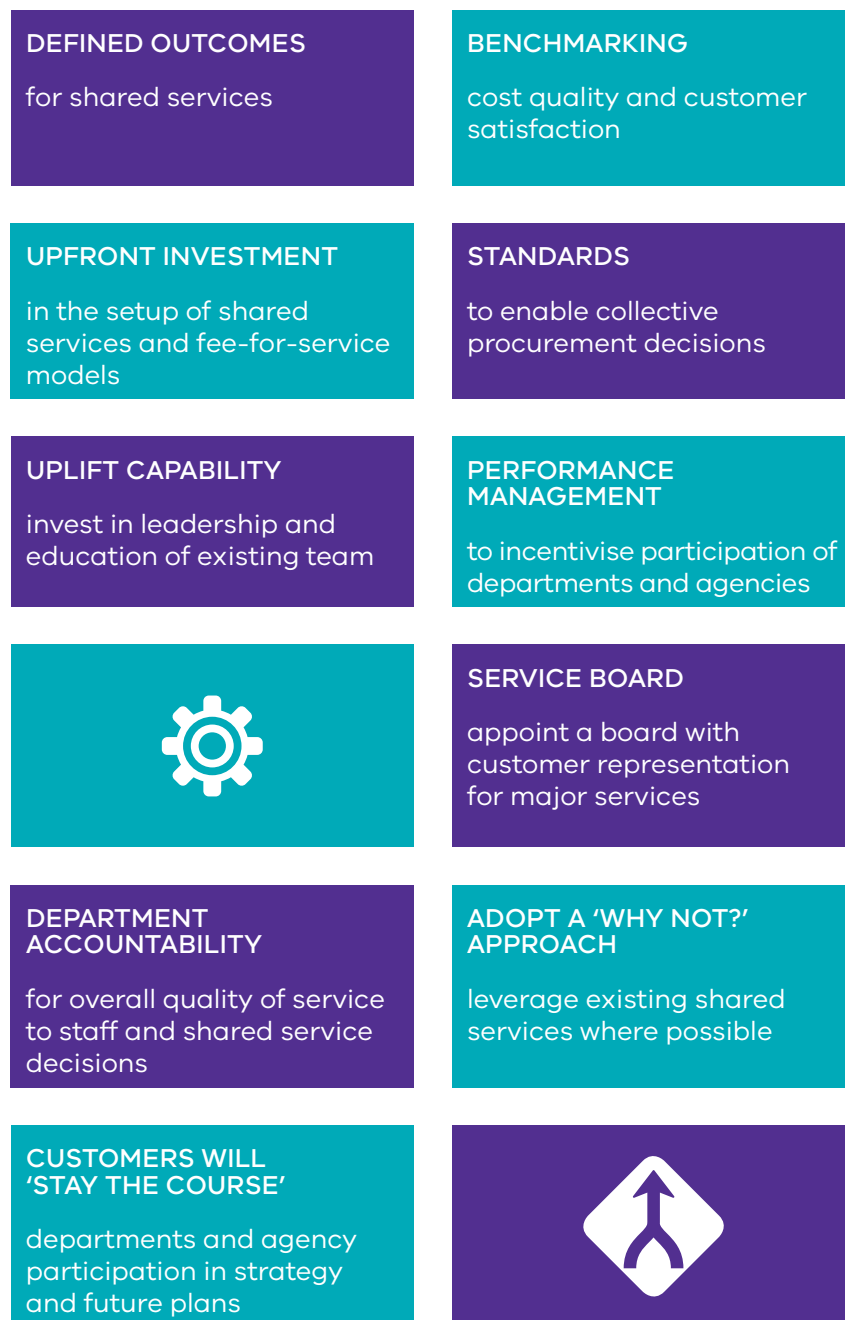 DEFINED OUTCOMES
for shared services
BENCHMARKING
cost quality and customer
satisfaction
UPFRONT INVESTMENT
in the setup of shared
services and fee-for-service
models
STANDARDS
to enable collective
procurement decisions
UPLIFT CAPABILITY
invest in leadership and
education of existing team
PERFORMANCE
MANAGEMENT
to incentivise participation of
departments and agencies
SERVICE BOARD
appoint a board with
customer representation
for major services
DEPARTMENT
ACCOUNTABILITY
for overall quality of service
to staff and shared service
decisions
ADOPT A ‘WHY NOT?’
APPROACH
leverage existing shared
services where possible
CUSTOMERS WILL
‘STAY THE COURSE’
departments and agency
participation in strategy
and future plans